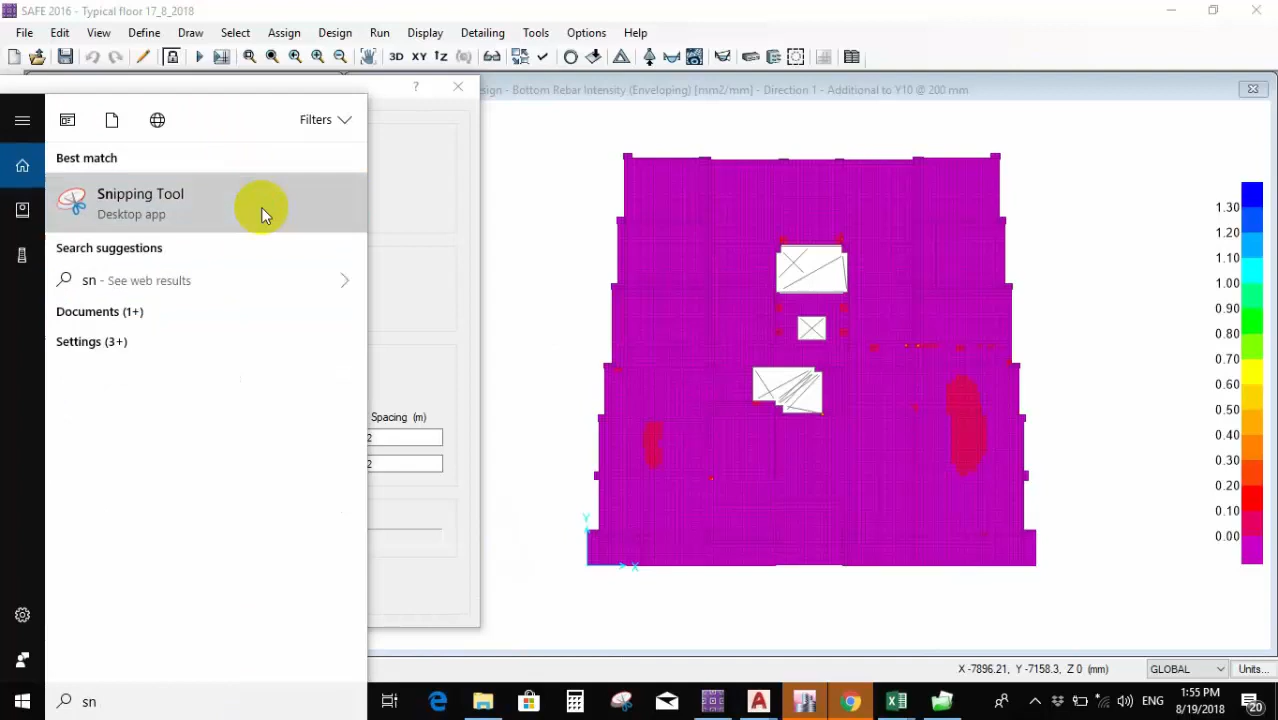 SAFE 2016 - Typical floor 17_8_2018
File Edit View Define Draw Select Assign Design Run Display Detailing Tools Options Help
3D XY
? 
sign - Bottom Rebar Intensity (Enveloping) [mm2/mm] - Direction 1 - Additional to Y10 @ 200 mm
Filters
Best match
Snipping Tool
Desktop app
Search suggestions
sn - See web results
Documents (1+)
Settings (3+)
Spacing (m)
2
2
1.30
1.20
1.10
1.00
0.90
0.80
0.70
0.60
0.50
0.40
0.30
0.20
0.10
0.00
Y
X
X -7896.21, Y -7158.3, Z 0 (mm)
GLOBAL
Units...
sn
ENG
1:55 PM
8/19/2018
20